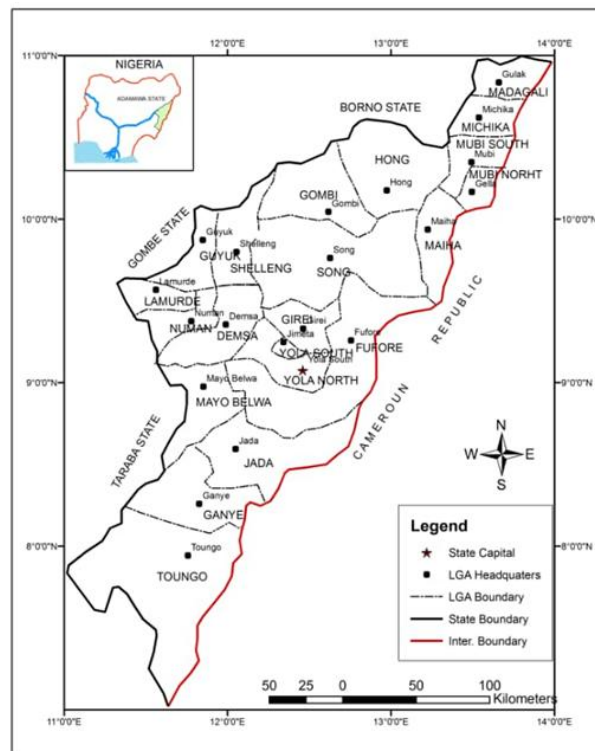 11°0'0"E 12°0'0"E 13°0'0"E 14°0'0"E
11°0'0"N
11°0'0"N
NIGERIA
ADAMAWA STATE
BORNO STATE
Gulak
MADAGALI
Michika
MICHIKA
MUBI SOUTH
Mubi
MUBI NORHT
Gella
HONG
Hong
GOMBI
Gombi
10°0'0"N
10°0'0"N
GOMBE STATE
Guyuk
GUYUK
Shelleng
SHELLENG
Song
SONG
Maiha
MAIHA
Lamurde
LAMURDE
Numan
NUMAN
Demsa
DEMSA
GIREI
Girei
Jimeta
YOLA SOUTH
Yola South
YOLA NORTH
Fufore
FUFORE
CAMEROUN REPUBLIC
9°0'0"N
9°0'0"N
Mayo Belwa
MAYO BELWA
TARABA STATE
Jada
JADA
Ganye
GANYE
Toungo
TOUNGO
8°0'0"N
8°0'0"N
N
W E
S
Legend
State Capital
LGA Headquaters
LGA Boundary
State Boundary
Inter. Boundary
50 25 0 50 100
Kilometers
11°0'0"E 12°0'0"E 13°0'0"E 14°0'0"E